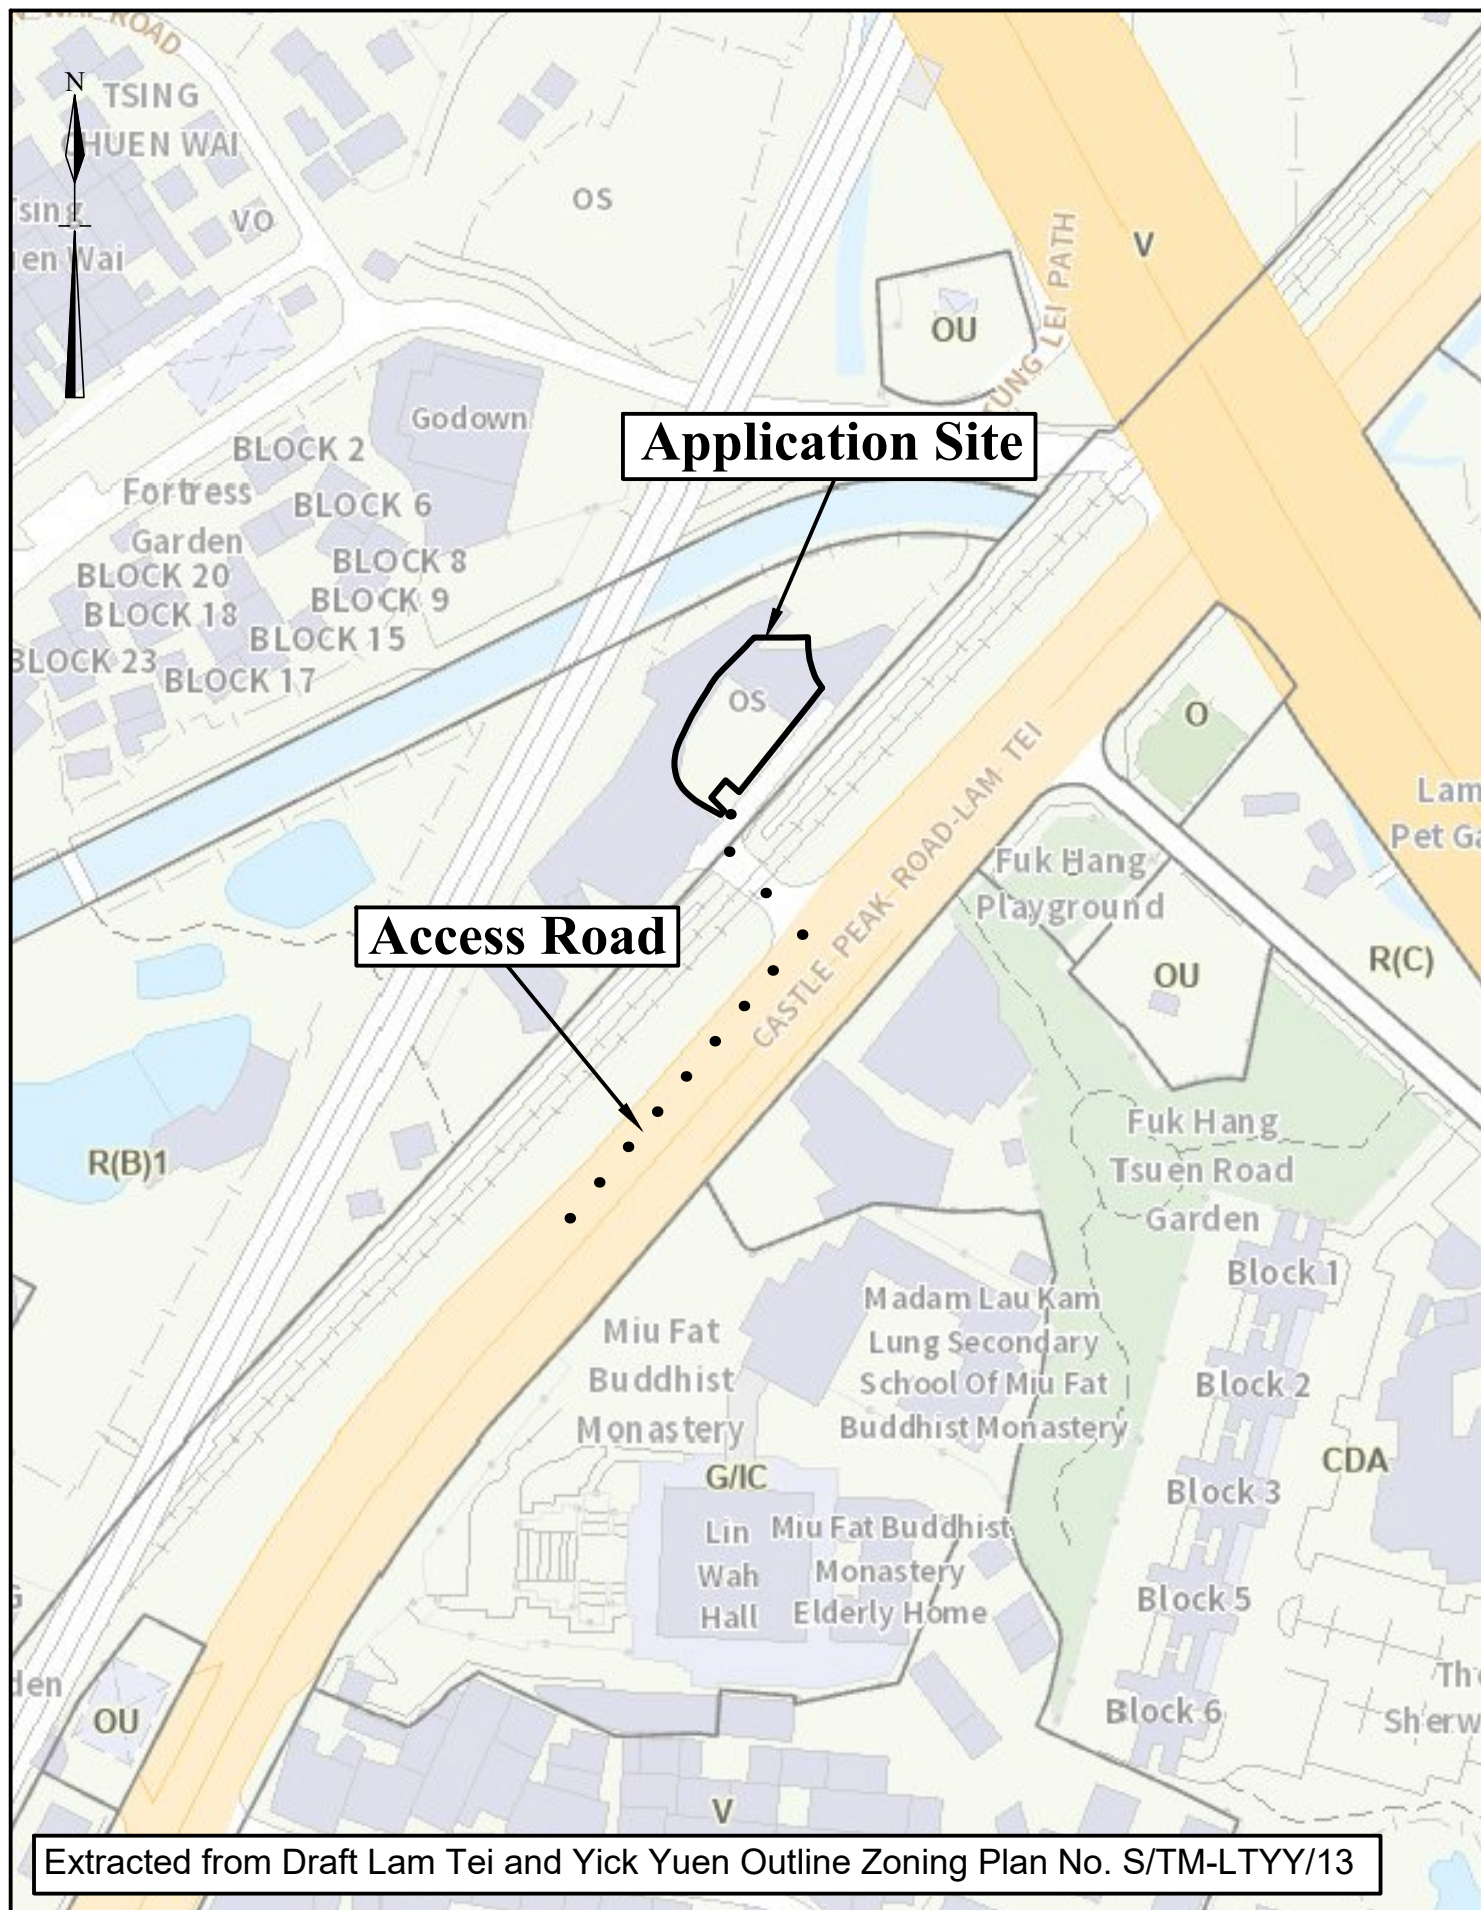 ROAD
N
TSING
CHUEN WAI
Tsing
uen Wai
VO
OS
V
TUNG LEI PATH
OU
Godown
Application Site
BLOCK 2
Fortress
Garden
BLOCK 6
BLOCK 8
BLOCK 20
BLOCK 9
BLOCK 18
BLOCK 15
BLOCK 23
BLOCK 17
OS
O
CASTLE PEAK ROAD-LAM TEI
Lam
Pet Ga
Fuk Hang
Playground
Access Road
OU
R(C)
R(B)1
Fuk Hang
Tsuen Road
Garden
Block 1
Miu Fat
Buddhist
Monastery
Madam Lau Kam
Lung Secondary
School Of Miu Fat
Buddhist Monastery
Block 2
G/IC
CDA
Block 3
Lin
Wah
Hall
Miu Fat Buddhist
Monastery
Elderly Home
Block 5
den
OU
Block 6
The
Sherw
V
Extracted from Draft Lam Tei and Yick Yuen Outline Zoning Plan No. S/TM-LTYY/13